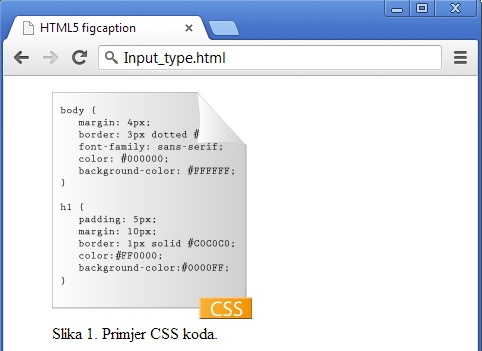 HTML5 figcaption
Input_type.html
body {
margin: 4px;
border: 3px dotted #
font-family: sans-serif;
color: #000000;
background-color: #FFFFFF;
}
h1 {
padding: 5px;
margin: 10px;
border: 1px solid #C0C0C0;
color:#FF0000;
background-color:#0000FF;
}
CSS
Slika 1. Primjer CSS koda.